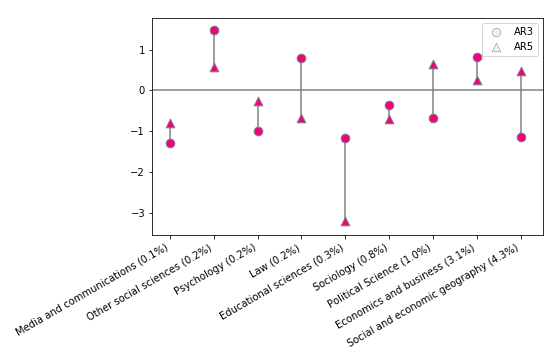 AR3
AR5
1
0
−1
−2
−3
Media and communications (0.1%)
Other social sciences (0.2%)
Psychology (0.2%)
Law (0.2%)
Educational sciences (0.3%)
Sociology (0.8%)
Political Science (1.0%)
Economics and business (3.1%)
Social and economic geography (4.3%)